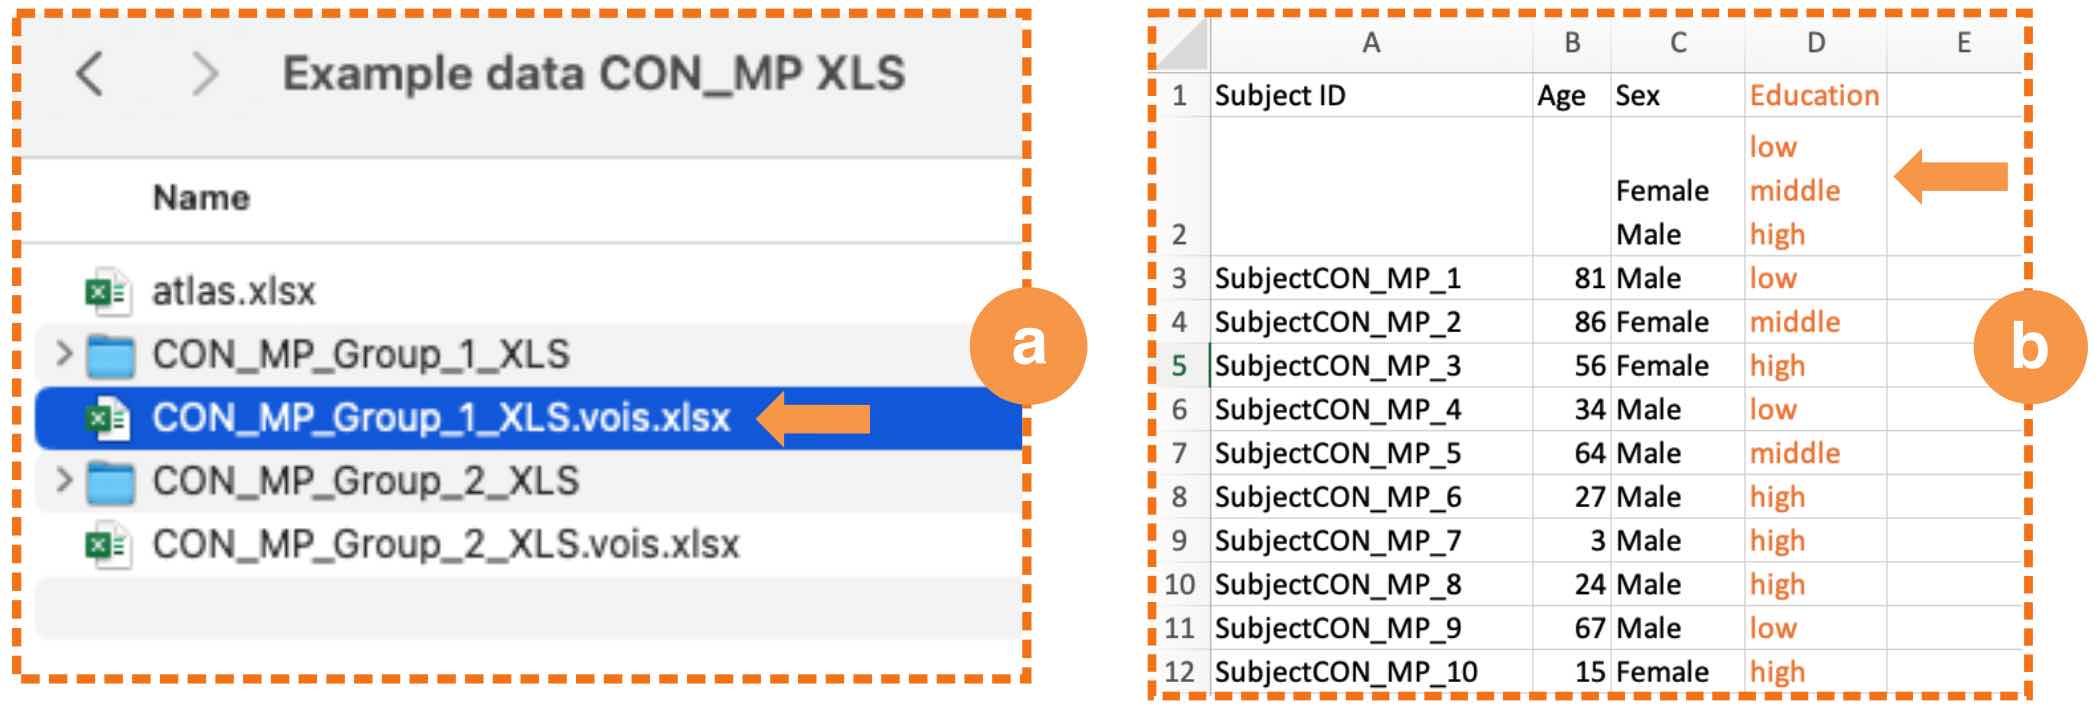 Example data CON_MP XLS
Name
atlas.xlsx
CON_MP_Group_1_XLS
CON_MP_Group_1_XLS.vois.xlsx
CON_MP_Group_2_XLS
CON_MP_Group_2_XLS.vois.xlsx
a
A B C D E
1 Subject ID Age Sex Education
low
Female middle
2 Male high
3 SubjectCON_MP_1 81 Male low
4 SubjectCON_MP_2 86 Female middle
5 SubjectCON_MP_3 56 Female high
6 SubjectCON_MP_4 34 Male low
7 SubjectCON_MP_5 64 Male middle
8 SubjectCON_MP_6 27 Male high
9 SubjectCON_MP_7 3 Male high
10 SubjectCON_MP_8 24 Male high
11 SubjectCON_MP_9 67 Male low
12 SubjectCON_MP_10 15 Female high
b